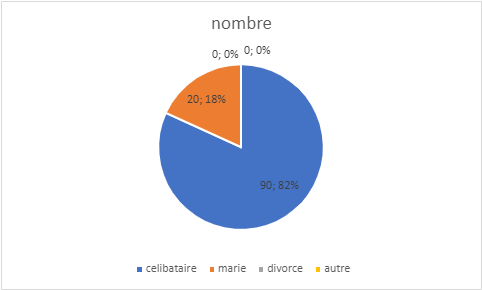 nombre
0; 0% 0; 0%
20; 18%
90; 82%
celibataire marie divorce autre